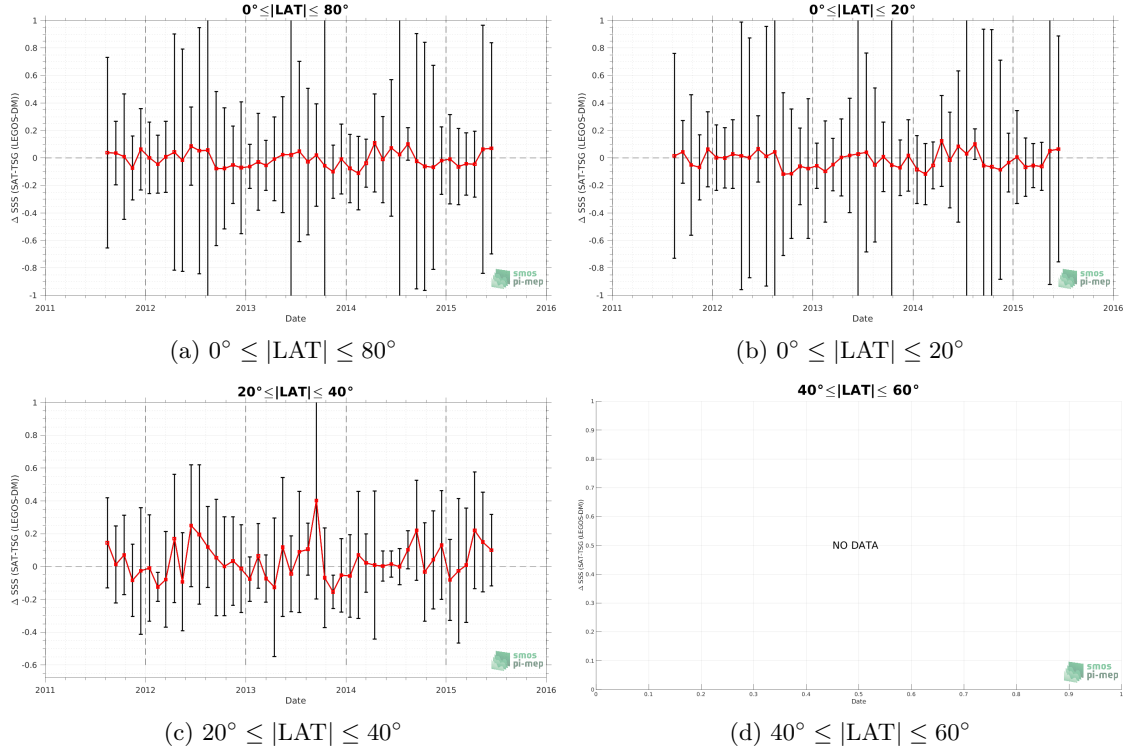 0°≤|LAT|≤ 80°
Δ SSS (SAT-TSG (LEGOS-DM))
1
0.8
0.6
0.4
0.2
0
-0.2
-0.4
-0.6
-0.8
-1
2011
2012
2013
2014
2015
2016
Date
smos
pi-mep
(a) 0° ≤ |LAT| ≤ 80°
0°≤|LAT|≤ 20°
Δ SSS (SAT-TSG (LEGOS-DM))
1
0.8
0.6
0.4
0.2
0
-0.2
-0.4
-0.6
-0.8
-1
2011
2012
2013
2014
2015
2016
Date
smos
pi-mep
(b) 0° ≤ |LAT| ≤ 20°
20°≤|LAT|≤ 40°
Δ SSS (SAT-TSG (LEGOS-DM))
1
0.8
0.6
0.4
0.2
0
-0.2
-0.4
-0.6
2011
2012
2013
2014
2015
2016
Date
smos
pi-mep
(c) 20° ≤ |LAT| ≤ 40°
40°≤|LAT|≤ 60°
Δ SSS (SAT-TSG (LEGOS-DM))
1
0.9
0.8
0.7
0.6
0.5
0.4
0.3
0.2
0.1
0
NO DATA
0
0.1
0.2
0.3
0.4
0.5
0.6
0.7
0.8
0.9
1
Date
smos
pi-mep
(d) 40° ≤ |LAT| ≤ 60°